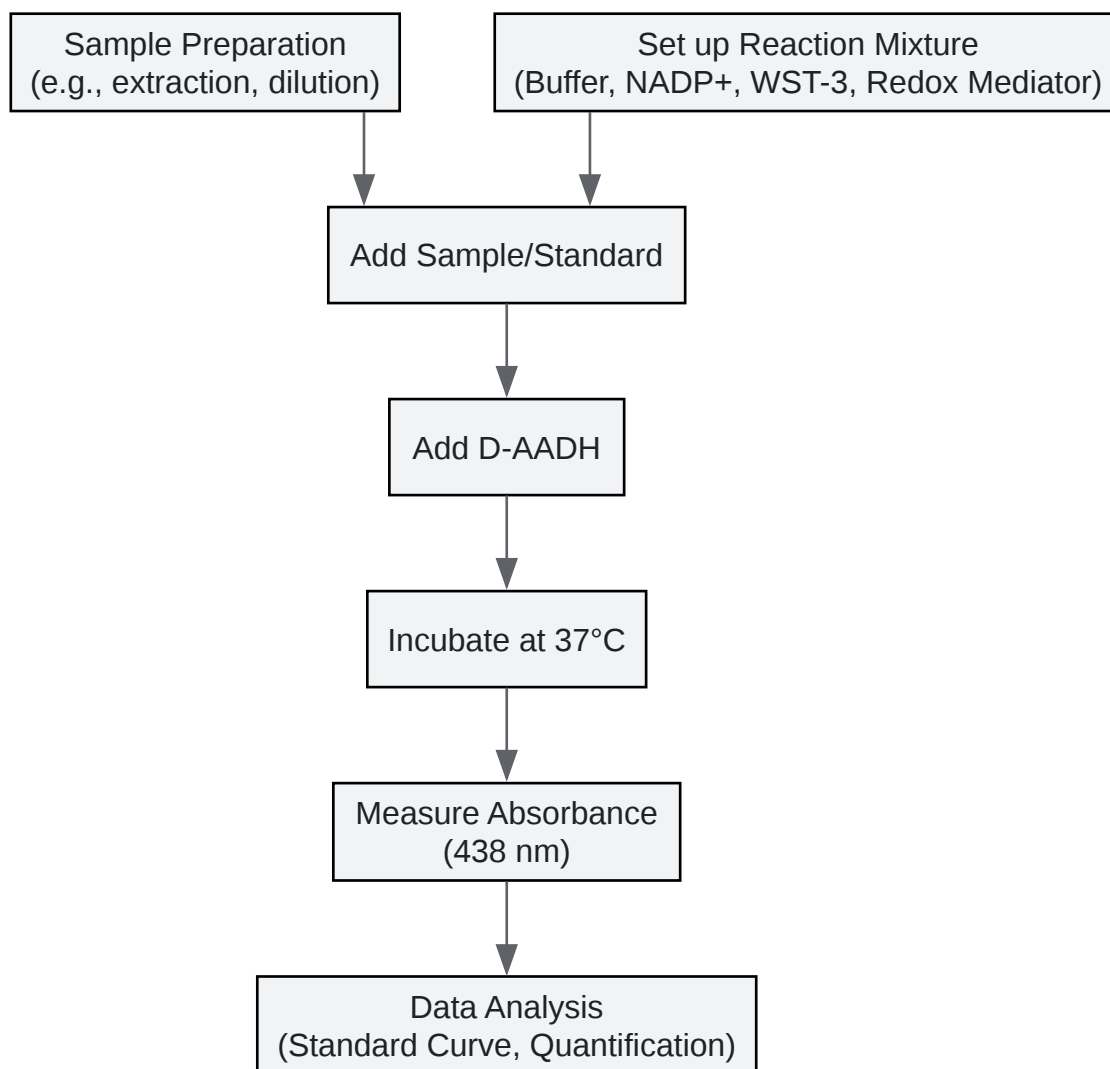 Sample Preparation
(e.g., extraction, dilution)
Set up Reaction Mixture
(Buffer, NADP+, WST-3, Redox Mediator)
Add Sample/Standard
Add D-AADH
Incubate at 37°C
Measure Absorbance
(438 nm)
Data Analysis
(Standard Curve, Quantification)